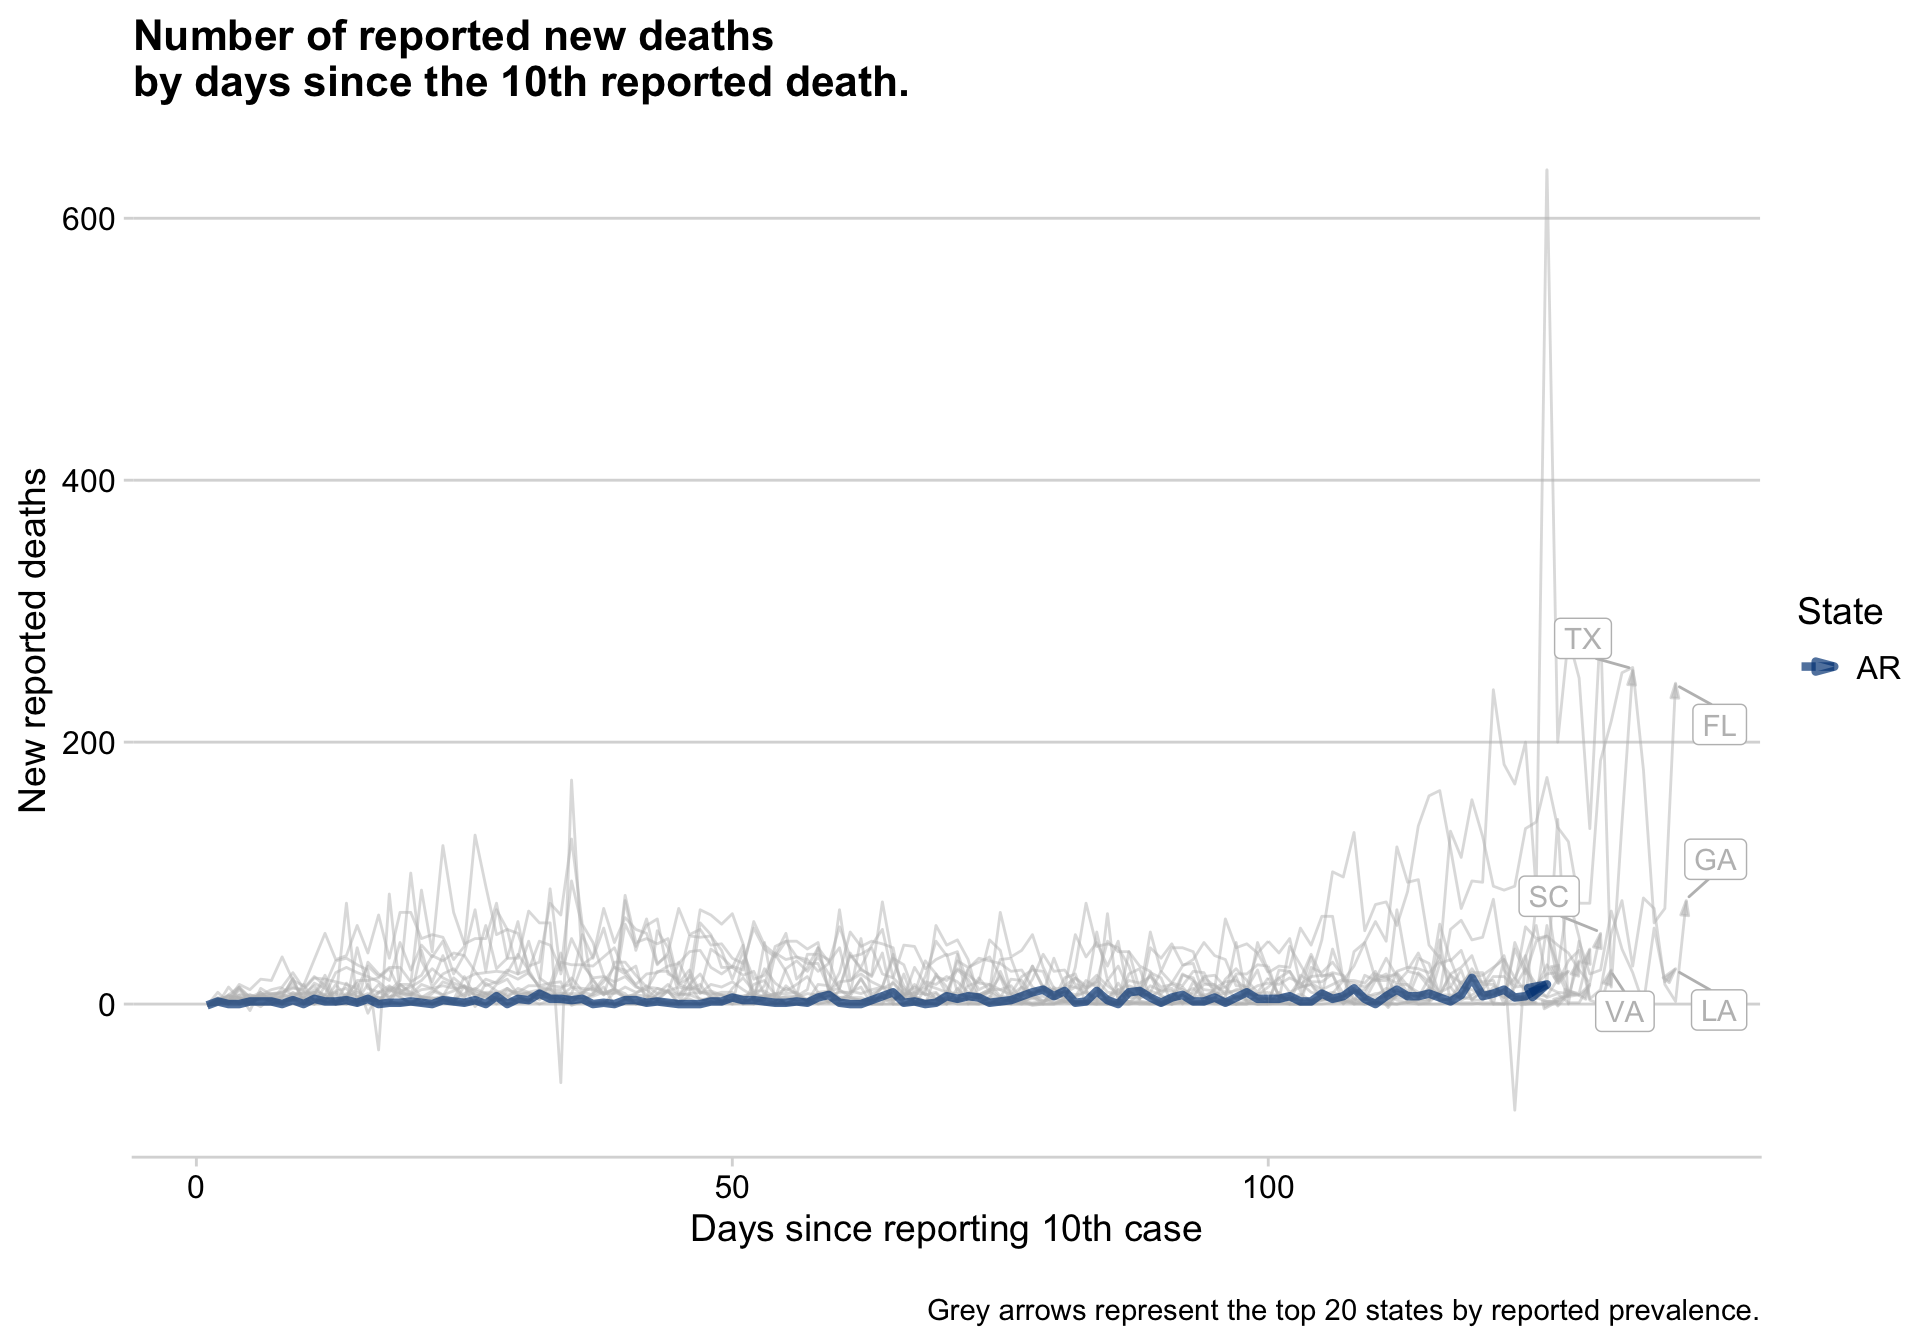 Number of reported new deaths
by days since the 10th reported death.
New reported deaths
600
400
200
0
TX
FL
GA
SC
VA
LA
State
AR
0
50
100
Days since reporting 10th case
Grey arrows represent the top 20 states by reported prevalence.